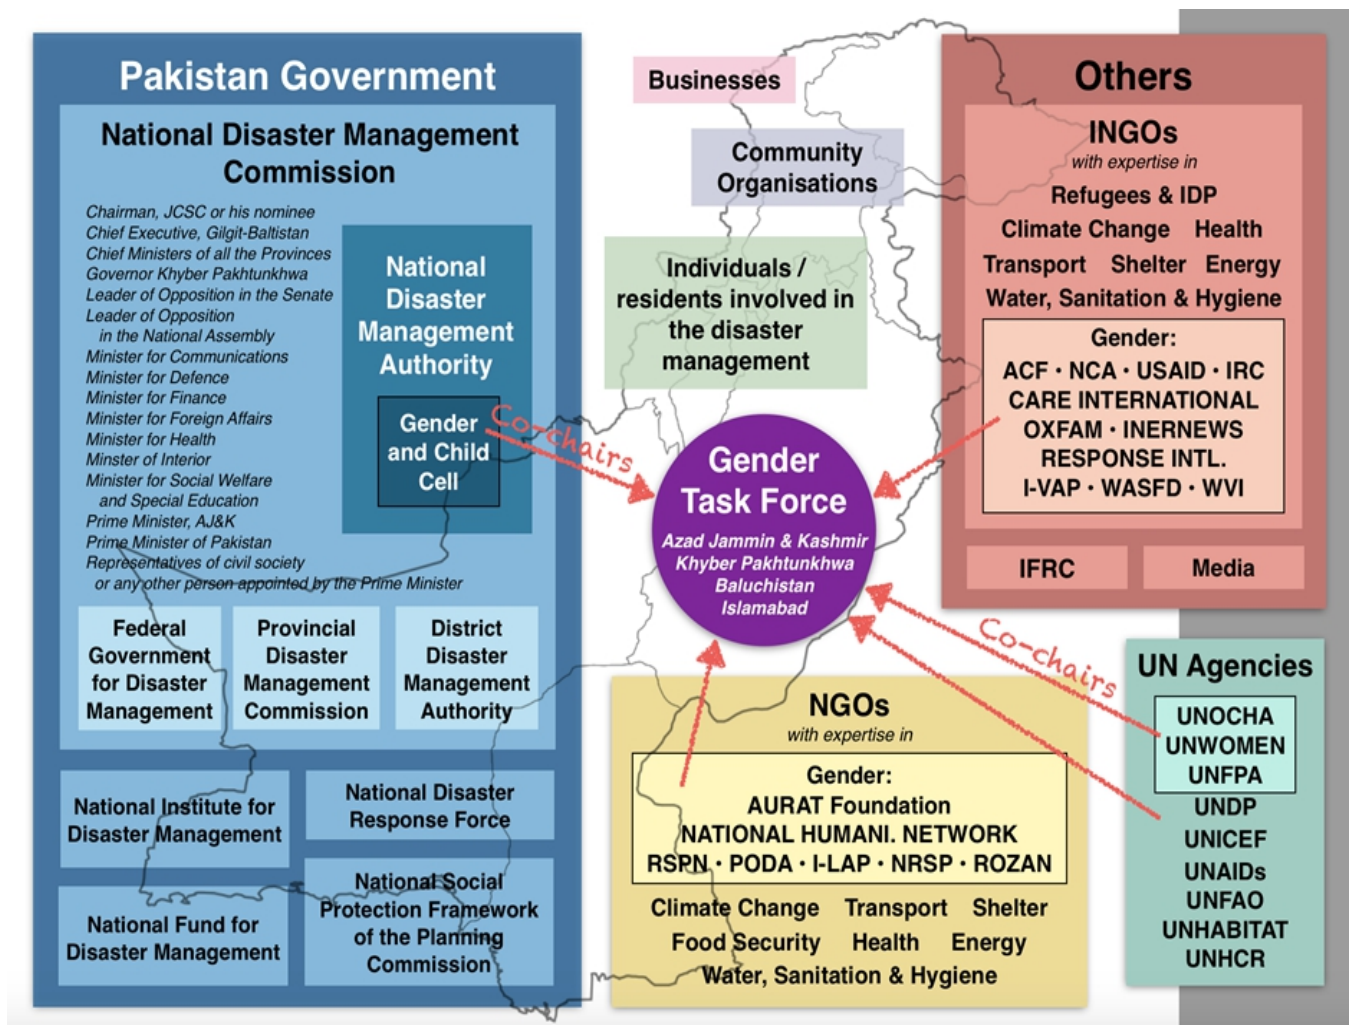 Pakistan Government
National Disaster Management
Commission
Chairman, JCSC or his nominee
Chief Executive, Gilgit-Baltistan
Chief Ministers of all the Provinces
Governor Khyber Pakhtunkhwa
Leader of Opposition in the Senate
Leader of Opposition
in the National Assembly
Minister for Communications
Minister for Defence
Minister for Finance
Minister for Foreign Affairs
Minister for Health
Minster of Interior
Minister for Social Welfare
and Special Education
Prime Minister, AJ&K
Prime Minister of Pakistan
Representatives of civil society
or any other person appointed by the Prime Minister
National
Disaster
Management
Authority
Gender
and Child
Cell
Federal
Government
for Disaster
Management
Provincial
Disaster
Management
Commission
District
Disaster
Management
Authority
National Institute for
Disaster Management
National Disaster
Response Force
National Fund for
Disaster Management
National Social
Protection Framework
of the Planning
Commission
Businesses
Community
Organisations
Individuals /
residents involved in
the disaster
management
Co-chairs
Gender
Task Force
Azad Jammin & Kashmir
Khyber Pakhtunkhwa
Baluchistan
Islamabad
NGOs
with expertise in
Gender:
AURAT Foundation
NATIONAL HUMANI. NETWORK
RSPN • PODA • I-LAP • NRSP • ROZAN
Climate Change Transport Shelter
Food Security Health Energy
Water, Sanitation & Hygiene
Others
INGOs
with expertise in
Refugees & IDP
Climate Change Health
Transport Shelter Energy
Water, Sanitation & Hygiene
Gender:
ACF • NCA • USAID • IRC
CARE INTERNATIONAL
OXFAM • INERNEWS
RESPONSE INTL.
I-VAP • WASFD • WVI
IFRC
Media
Co-chairs
UN Agencies
UNOCHA
UNWOMEN
UNFPA
UNDP
UNICEF
UNAIDs
UNFAO
UNHABITAT
UNHCR